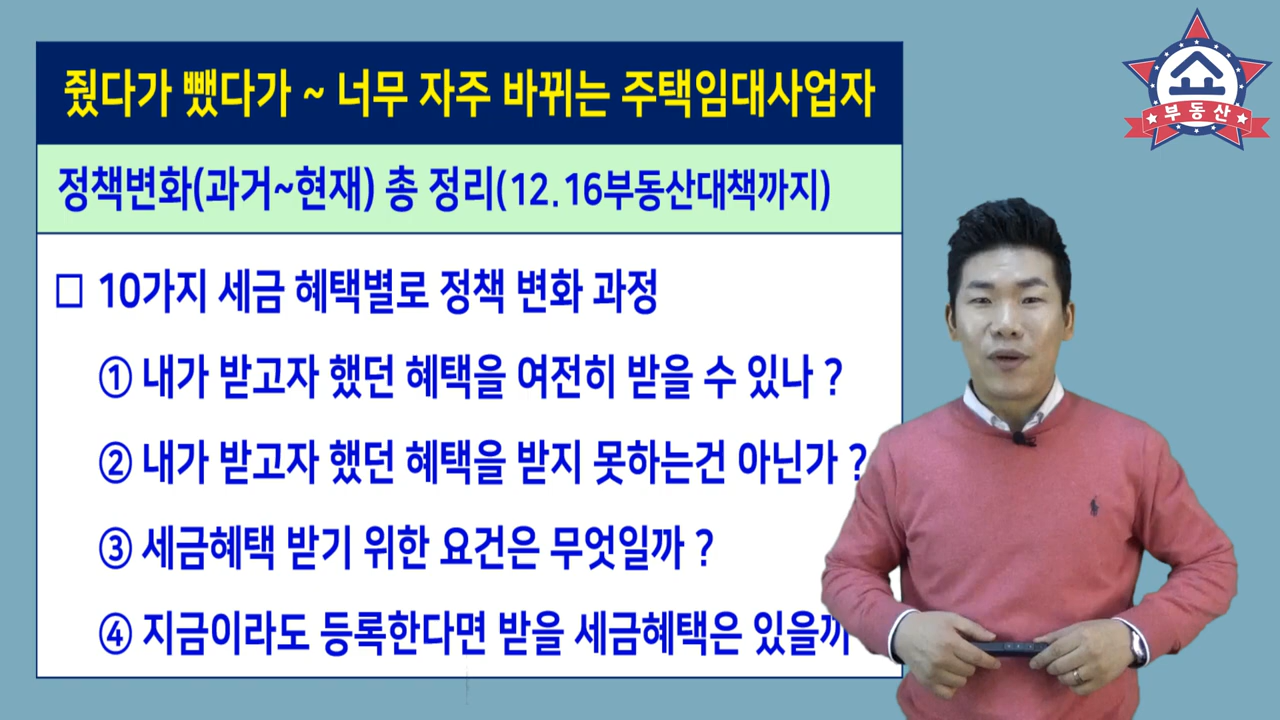 줬다가 뺐다가 ~ 너무 자주 바뀌는 주택임대사업자
정책변화(과거~현재) 총 정리(12.16부동산대책까지)
□ 10가지 세금 혜택별로 정책 변화 과정
① 내가 받고자 했던 혜택을 여전히 받을 수 있나 ?
② 내가 받고자 했던 혜택을 받지 못하는건 아닌가 ?
③ 세금혜택 받기 위한 요건은 무엇일까 ?
④ 지금이라도 등록한다면 받을 세금혜택은 있을까
부동산